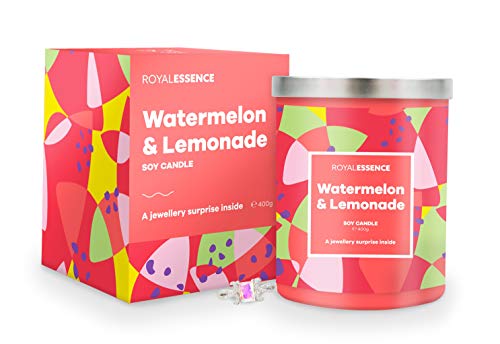 ROYALESSENCE
Watermelon
& Lemonade
SOY CANDLE
A jewellery surprise inside
℮ 400g
ROYALESSENCE
Watermelon
& Lemonade
SOY CANDLE
℮ 400g
A jewellery surprise inside